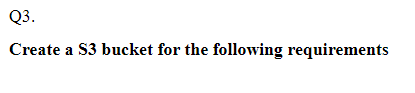 Q3.
Create a S3 bucket for the following requirements